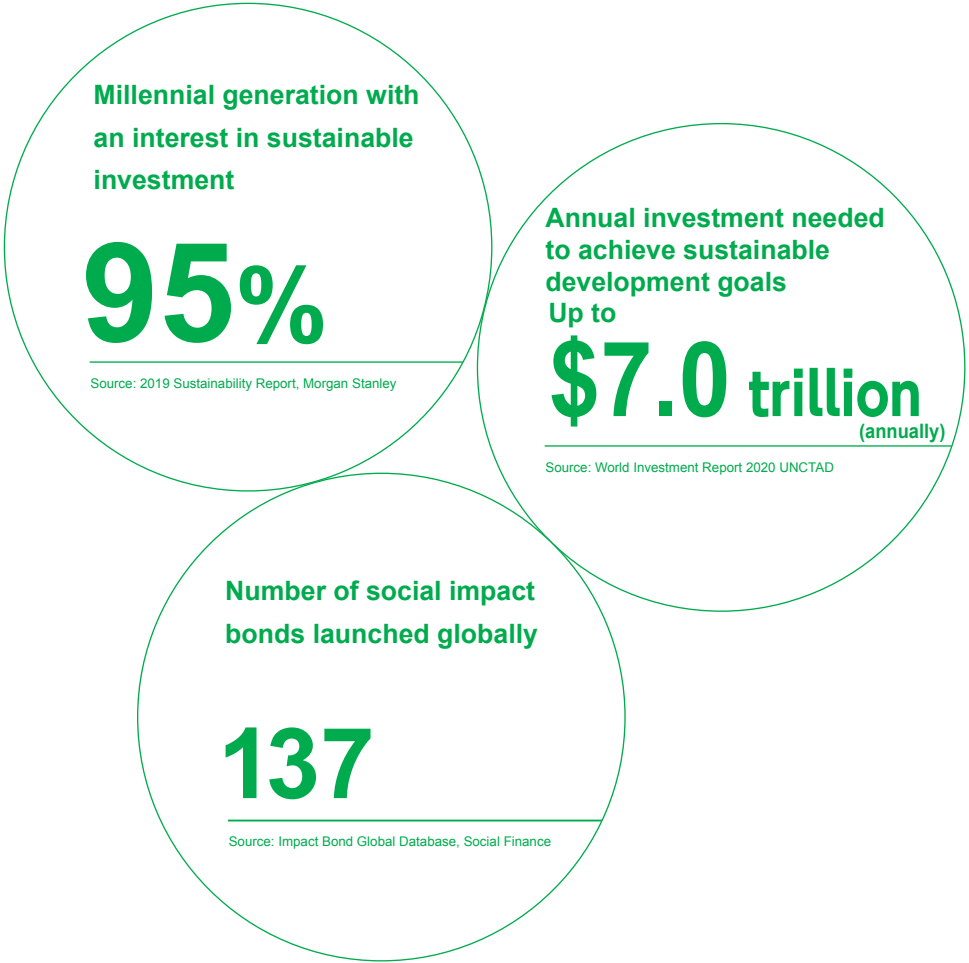 Millennial generation with
an interest in sustainable
investment
95%
Source: 2019 Sustainability Report, Morgan Stanley
Annual investment needed
to achieve sustainable
development goals
Up to
$7.0 trillion
(annually)
Source: World Investment Report 2020 UNCTAD
Number of social impact
bonds launched globally
137
Source: Impact Bond Global Database, Social Finance